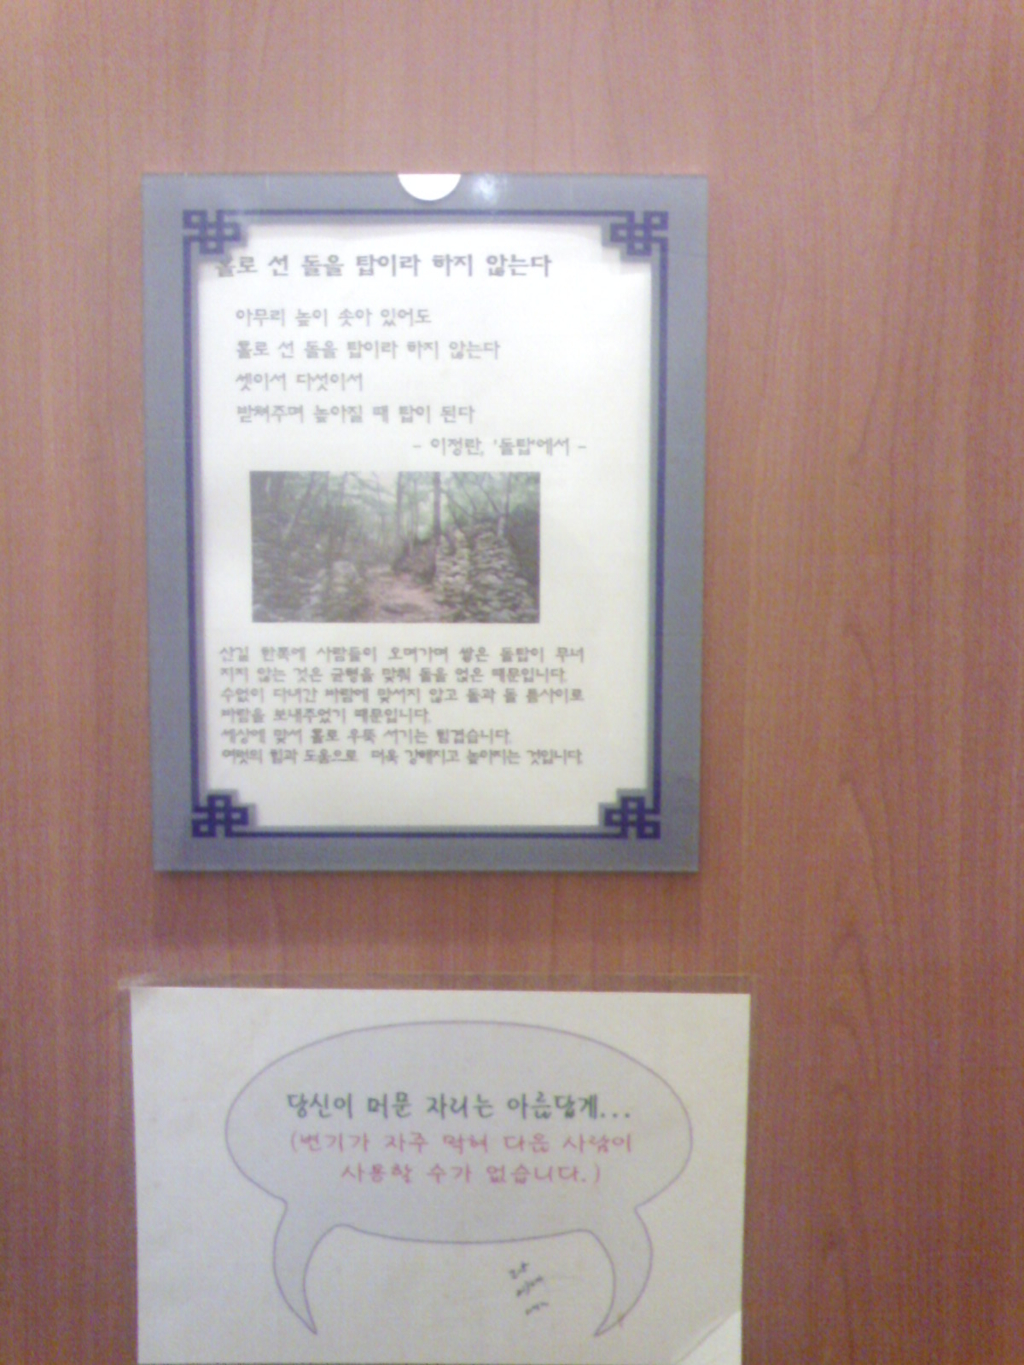 홀로 선 돌을 탑이라 하지 않는다
아무리 높이 솟아 있어도
홀로 선 돌을 탑이라 하지 않는다
셋이서 다섯이서
받쳐주며 높아질 때 탑이 된다
- 이정란, '돌탑'에서 -
산길 한쪽에 사람들이 오며가며 쌓은 돌탑이 무너
지지 않는 것은 균형을 맞춰 돌을 얹은 때문입니다.
수없이 다녀간 바람에 맞서지 않고 돌과 돌 틈사이로
바람을 보내주었기 때문입니다.
세상에 맞서 홀로 우뚝 서기는 힘겹습니다.
여럿의 힘과 도움으로 더욱 강해지고 높아지는 것입니다.
당신이 머문 자리는 아름답게...
(변기가 자주 막혀 다음 사람이
사용할 수가 없습니다.)